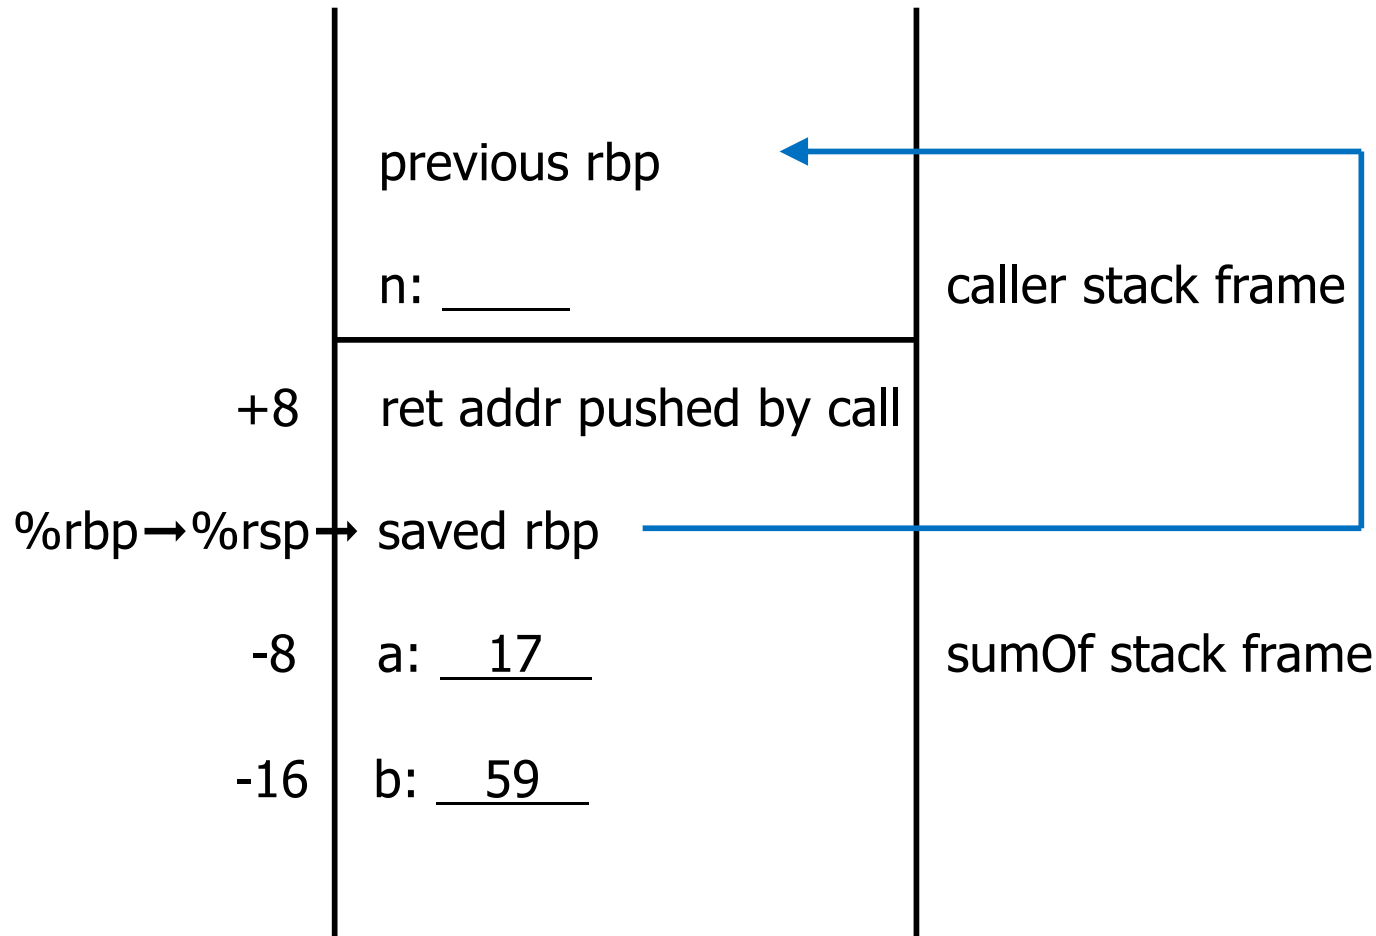 previous rbp
n: _____
caller stack frame
+8 ret addr pushed by call
%rbp→%rsp→ saved rbp
-8 a: 17
sumOf stack frame
-16 b: 59